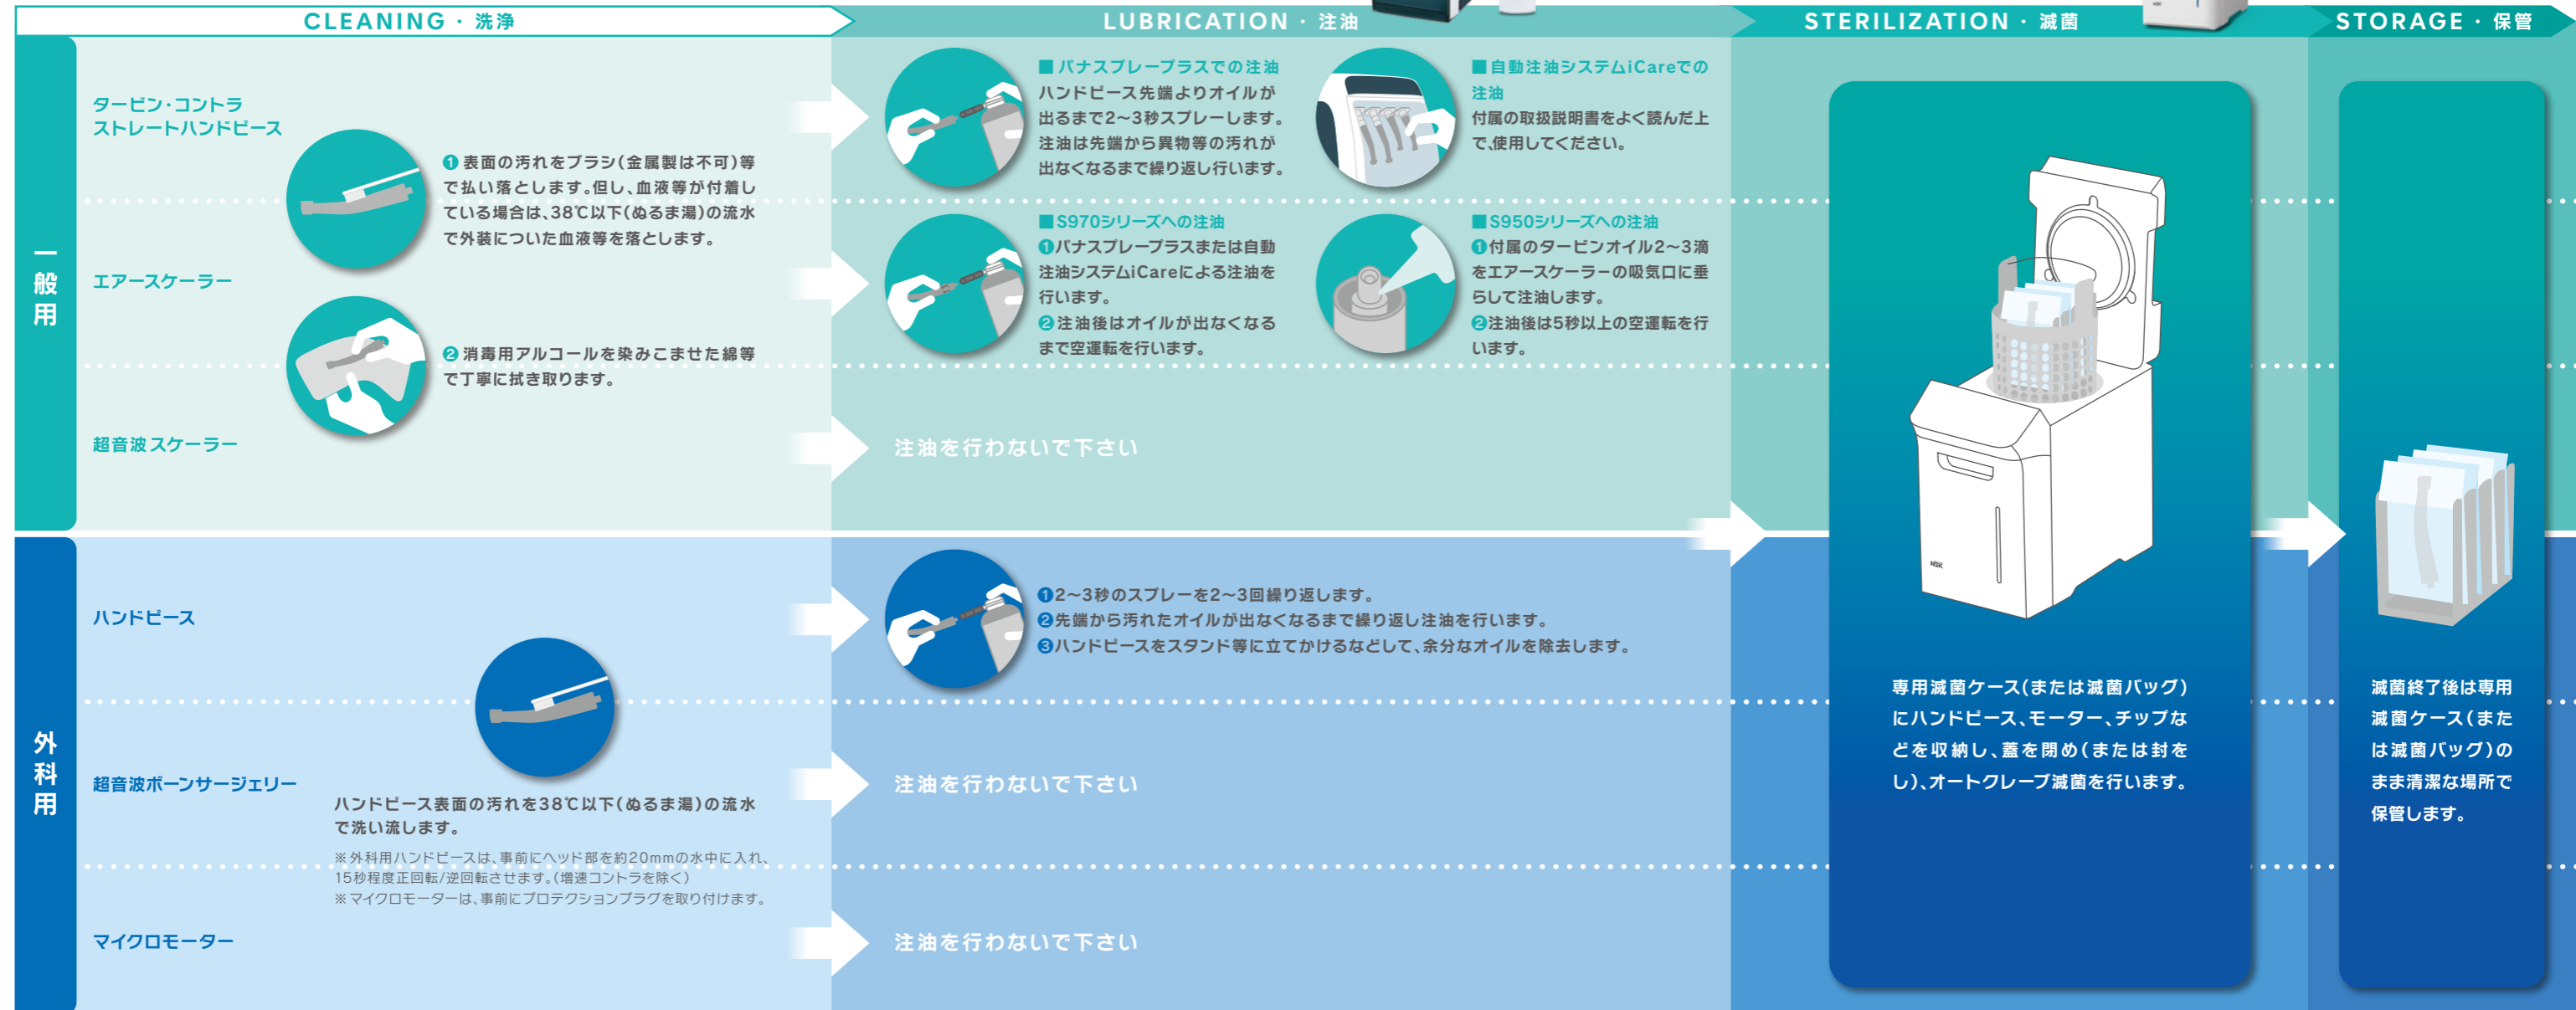 CLEANING・洗浄
LUBRICATION・注油
STERILIZATION・滅菌
STORAGE・保管
一般用
タービン・コントラ
ストレートハンドピース
❶表面の汚れをブラシ(金属製は不可)等
で払い落とします。但し、血液等が付着し
ている場合は、38℃以下(ぬるま湯)の流水
で外装についた血液等を落とします。
エアースケーラー
❷消毒用アルコールを染みこませた綿等
で丁寧に拭き取ります。
超音波スケーラー
■パナスプレープラスでの注油
ハンドピース先端よりオイルが
出るまで2〜3秒スプレーします。
注油は先端から異物等の汚れが
出なくなるまで繰り返し行います。
■自動注油システムiCareでの
注油
付属の取扱説明書をよく読んだ上
で、使用してください。
■S970シリーズへの注油
❶パナスプレープラスまたは自動
注油システムiCareによる注油を
行います。
❷注油後はオイルが出なくなる
まで空運転を行います。
■S950シリーズへの注油
❶付属のタービンオイル2〜3滴
をエアースケーラーの吸気口に垂
らして注油します。
❷注油後は5秒以上の空運転を行
います。
注油を行わないで下さい
外科用
ハンドピース
超音波ボーンサージェリー
ハンドピース表面の汚れを38℃以下(ぬるま湯)の流水
で洗い流します。
※外科用ハンドピースは、事前にヘッド部を約20mmの水中に入れ、
15秒程度正回転/逆回転させます。(増速コントラを除く)
※マイクロモーターは、事前にプロテクションプラグを取り付けます。
マイクロモーター
❶2〜3秒のスプレーを2〜3回繰り返します。
❷先端から汚れたオイルが出なくなるまで繰り返し注油を行います。
❸ハンドピースをスタンド等に立てかけるなどして、余分なオイルを除去します。
注油を行わないで下さい
注油を行わないで下さい
NSK
専用滅菌ケース(または滅菌バッグ)
にハンドピース、モーター、チップな
どを収納し、蓋を閉め(または封を
し)、オートクレーブ滅菌を行います。
滅菌終了後は専用
滅菌ケース(また
は滅菌バッグ)の
まま清潔な場所で
保管します。